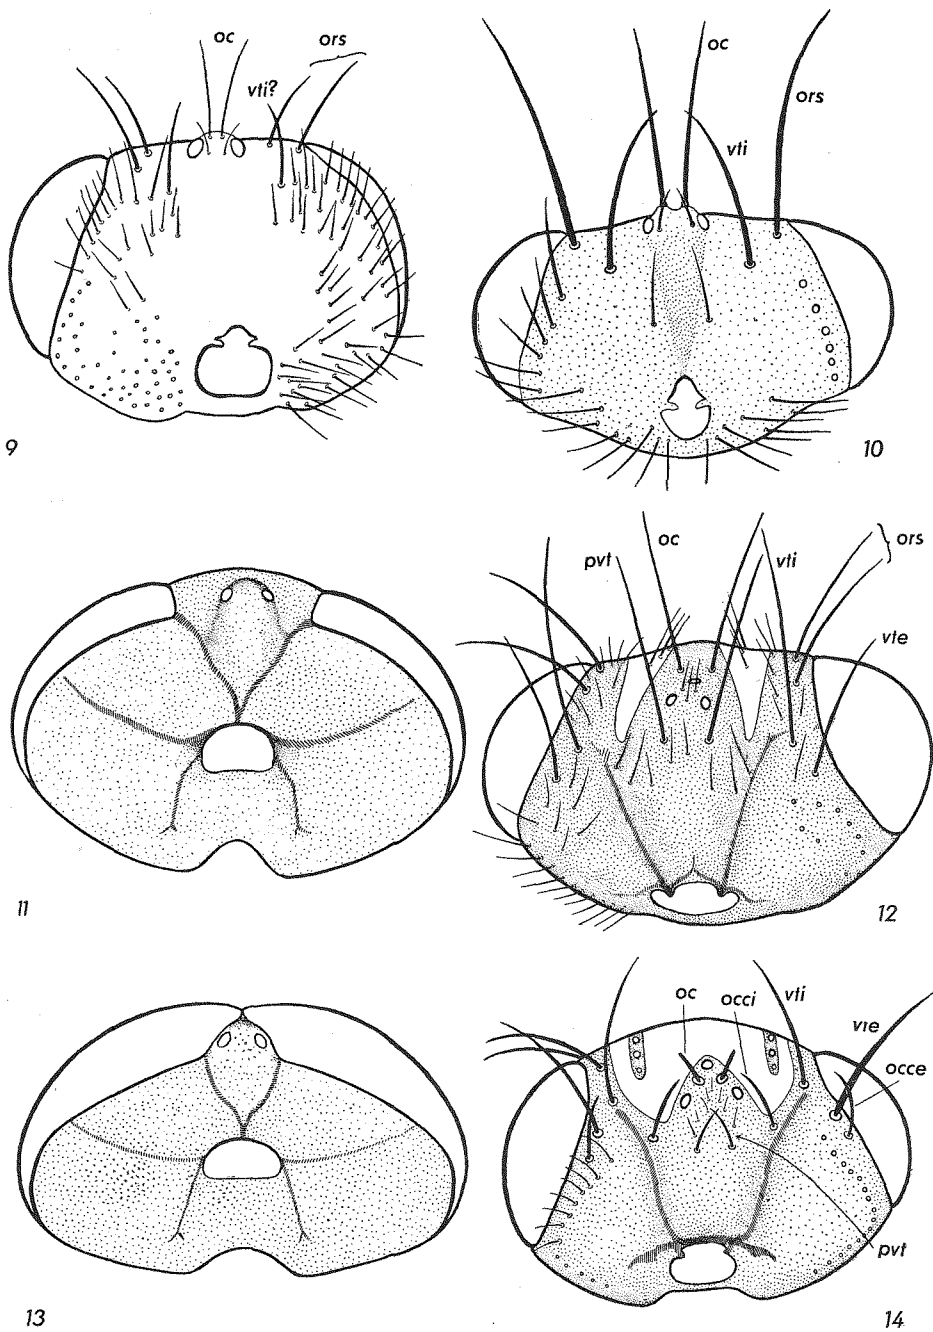 oc
ors
vti?
9
oc
ors
vti
10
11
pvt
oc
vti
ors
vte
12
13
oc
occi
vti
vte
occe
pvt
14